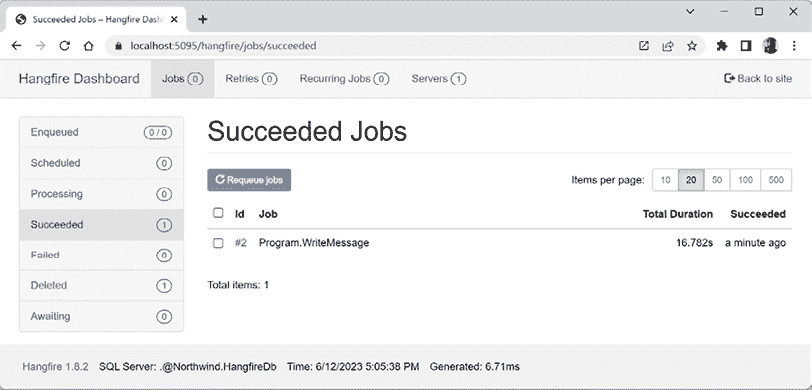 Succeeded Jobs – Hangfire Dash
localhost:5095/hangfire/jobs/succeeded
Hangfire Dashboard Jobs 0 Retries 0 Recurring Jobs 0 Servers 1 Back to site
Enqueued 0 / 0
Scheduled 0
Processing 0
Succeeded 1
Failed 0
Deleted 1
Awaiting 0
Succeeded Jobs
Requeue jobs Items per page: 10 20 50 100 500
Id Job Total Duration Succeeded
#2 Program.WriteMessage 16.782s a minute ago
Total items: 1
Hangfire 1.8.2 SQL Server: .@Northwind.HangfireDb Time: 6/12/2023 5:05:38 PM Generated: 6.71ms